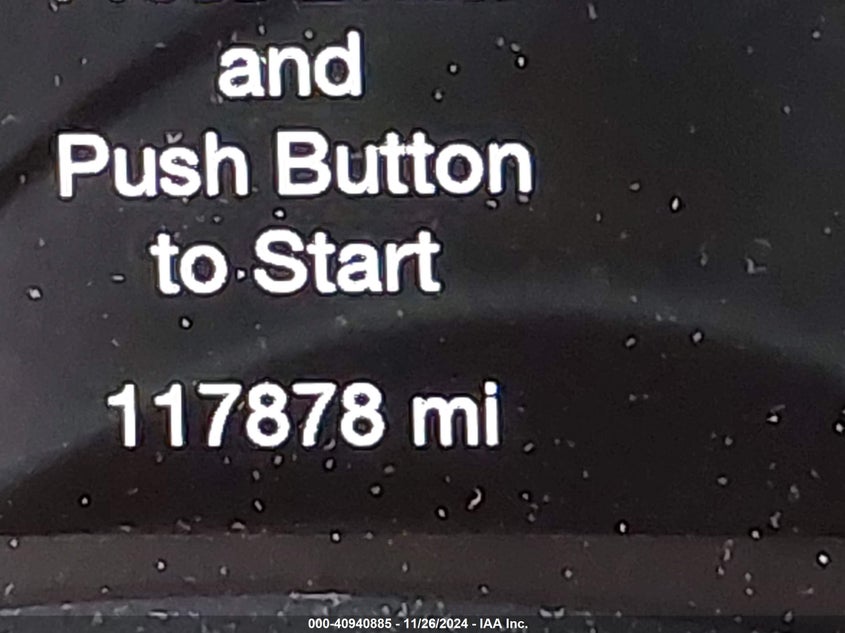 and
Push Button
to Start
117878 mi
000-40940885 - 11/26/2024 - IAA Inc.